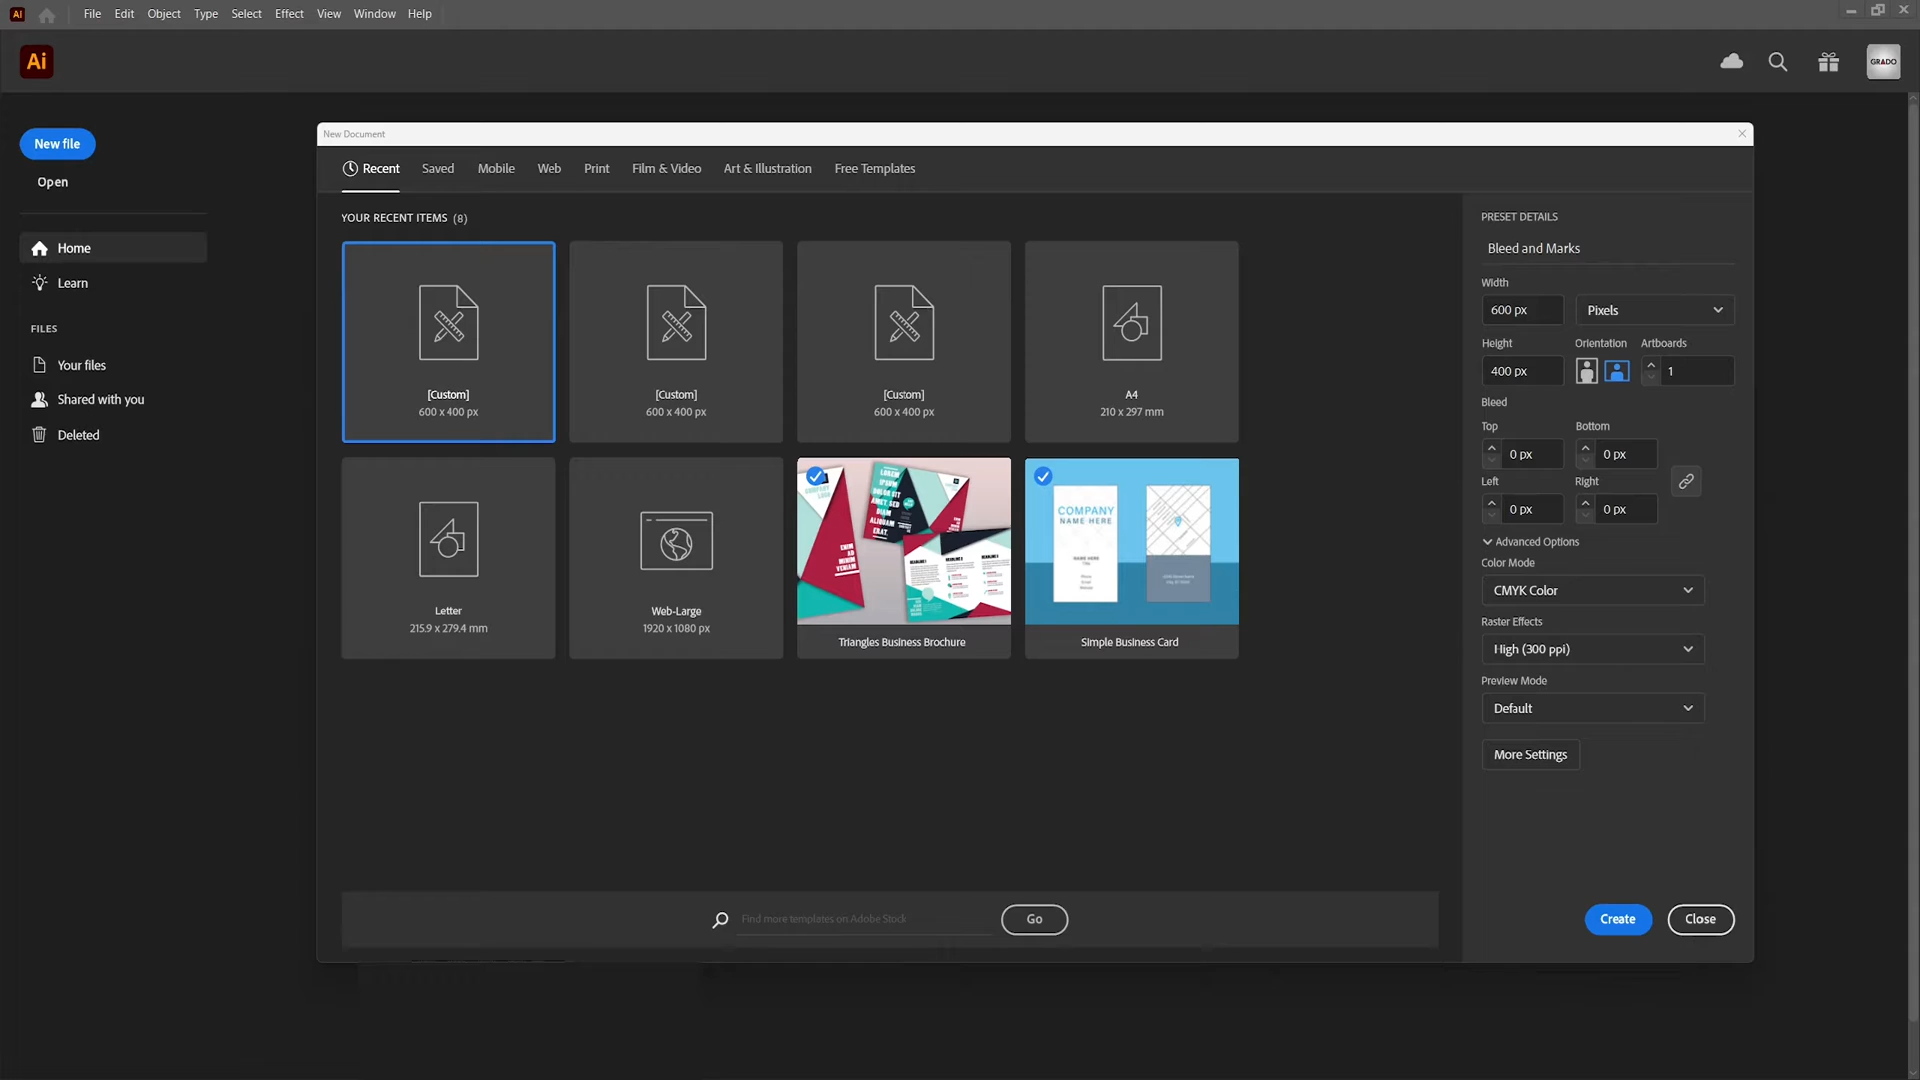 Ai File Edit Object Type Select Effect View Window Help
Ai
GRADO
New file
Open
Home
Learn
FILES
Your files
Shared with you
Deleted
New Document
Recent Saved Mobile Web Print Film & Video Art & Illustration Free Templates
YOUR RECENT ITEMS (8)
[Custom]
600 x 400 px
[Custom]
600 x 400 px
[Custom]
600 x 400 px
A4
210 x 297 mm
Letter
215.9 x 279.4 mm
Web-Large
1920 x 1080 px
Triangles Business Brochure
COMPANY
NAME HERE
Simple Business Card
Find more templates on Adobe Stock
Go
PRESET DETAILS
Bleed and Marks
Width
600 px Pixels
Height Orientation Artboards
400 px 1
Bleed
Top Bottom
0 px 0 px
Left Right
0 px 0 px
Advanced Options
Color Mode
CMYK Color
Raster Effects
High (300 ppi)
Preview Mode
Default
More Settings
Create Close